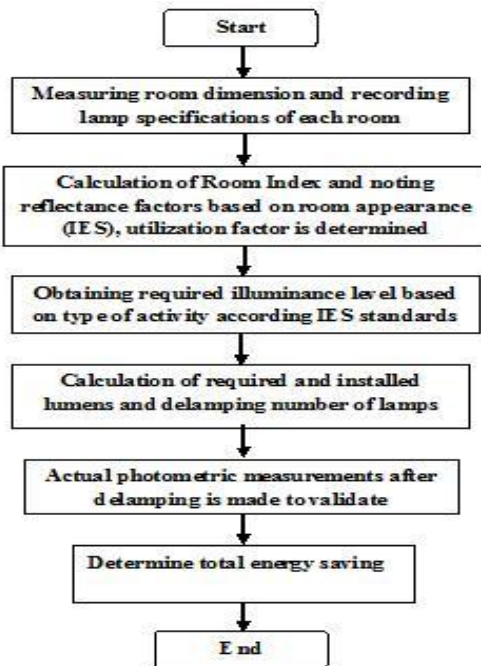 Start
Measuring room dimension and recording
lamp specifications of each room
Calculation of Room Index and noting
reflectance factors based on room appearance
(IES), utilization factor is determined
Obtaining required illuminance level based
on type of activity according IES standards
Calculation of required and installed
lumens and delamping number of lamps
Actual photometric measurements after
delamping is made to validate
Determine total energy saving
End